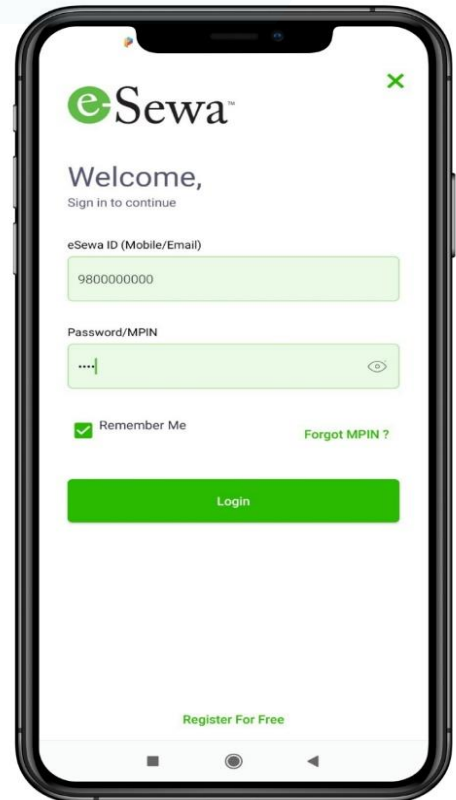 e-Sewa™
Welcome,
Sign in to continue
eSewa ID (Mobile/Email)
9800000000
Password/MPIN
••••
Remember Me
Forgot MPIN ?
Login
Register For Free